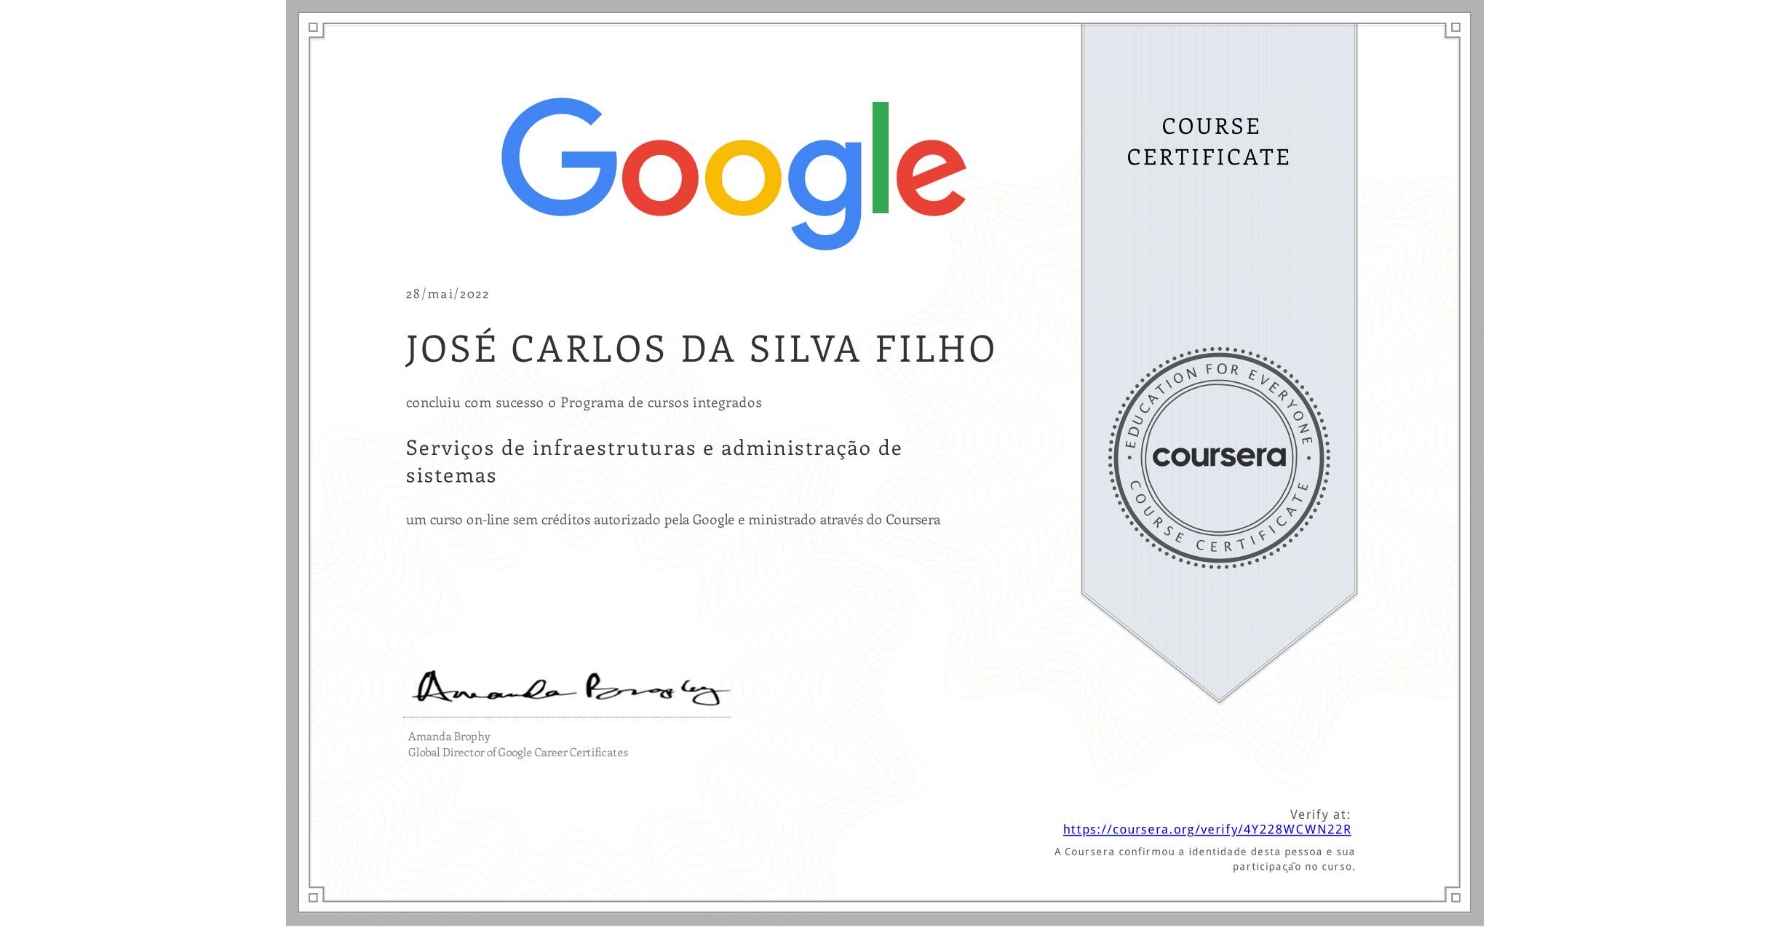 Google
COURSE
CERTIFICATE
28/mai/2022
JOSÉ CARLOS DA SILVA FILHO
concluiu com sucesso o Programa de cursos integrados
Serviços de infraestruturas e administração de
sistemas
um curso on-line sem créditos autorizado pela Google e ministrado através do Coursera
EDUCATION FOR EVERYONE
coursera
COURSE CERTIFICATE
Amanda Brophy
Amanda Brophy
Global Director of Google Career Certificates
Verify at:
https://coursera.org/verify/4Y228WCWN22R
A Coursera confirmou a identidade desta pessoa e sua
participação no curso.